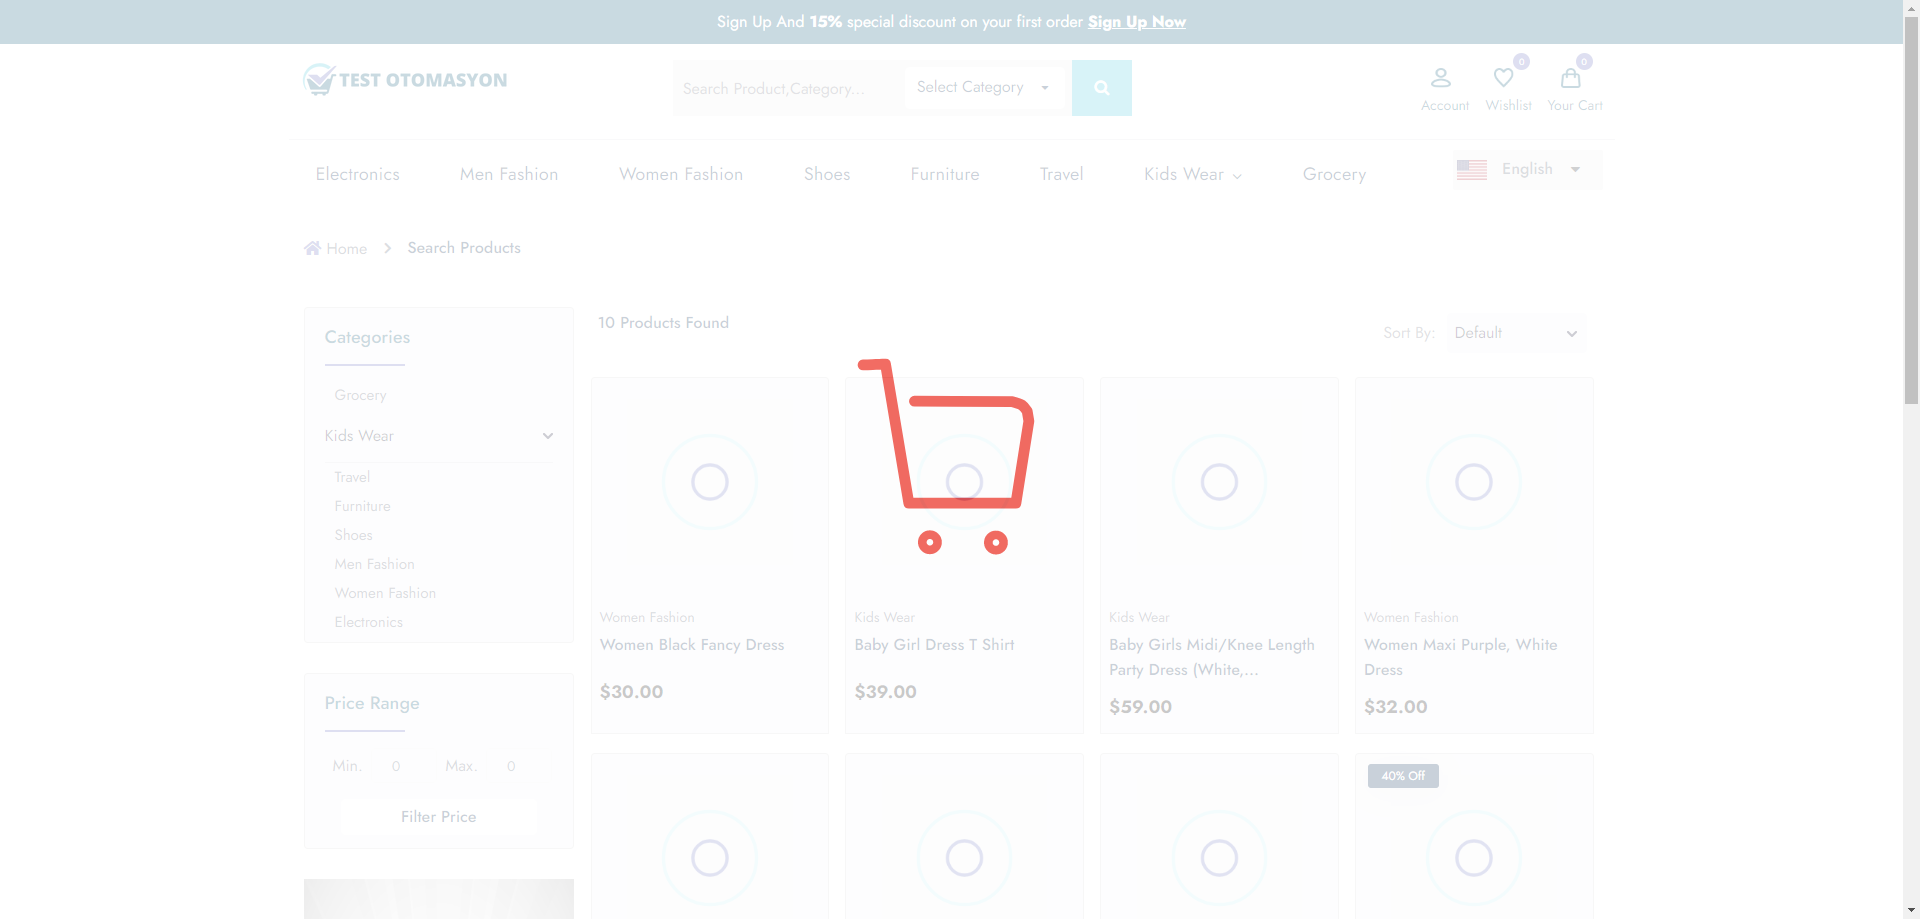 Sign Up And 15% special discount on your first order Sign Up Now
TEST OTOMASYON
Search Product,Category...
Select Category
0
0
Account
Wishlist
Your Cart
Electronics
Men Fashion
Women Fashion
Shoes
Furniture
Travel
Kids Wear
Grocery
English
Home
Search Products
Categories
Grocery
Kids Wear
Travel
Furniture
Shoes
Men Fashion
Women Fashion
Electronics
Price Range
Min.
0
Max.
0
Filter Price
10 Products Found
Sort By:
Default
Women Fashion
Women Black Fancy Dress
$30.00
Kids Wear
Baby Girl Dress T Shirt
$39.00
Kids Wear
Baby Girls Midi/Knee Length
Party Dress (White,...
$59.00
Women Fashion
Women Maxi Purple, White
Dress
$32.00
40% Off